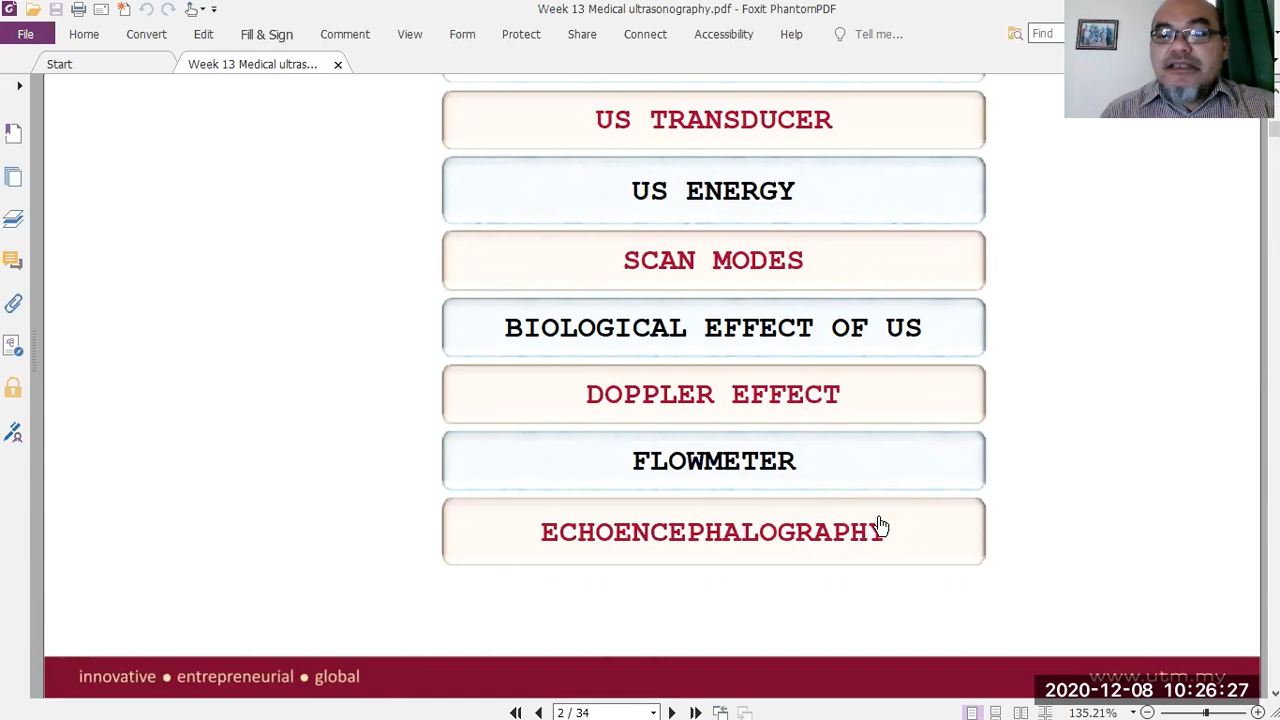 Week 13 Medical ultrasonography.pdf - Foxit PhantomPDF
File Home Convert Edit Fill & Sign Comment View Form Protect Share Connect Accessibility Help Tell me... Find
Start Week 13 Medical ultras...
US TRANSDUCER
US ENERGY
SCAN MODES
BIOLOGICAL EFFECT OF US
DOPPLER EFFECT
FLOWMETER
ECHOENCEPHALOGRAPHY
innovative ● entrepreneurial ● global
www.utm.my
2020-12-08 10:26:27
2 / 34 135.21%